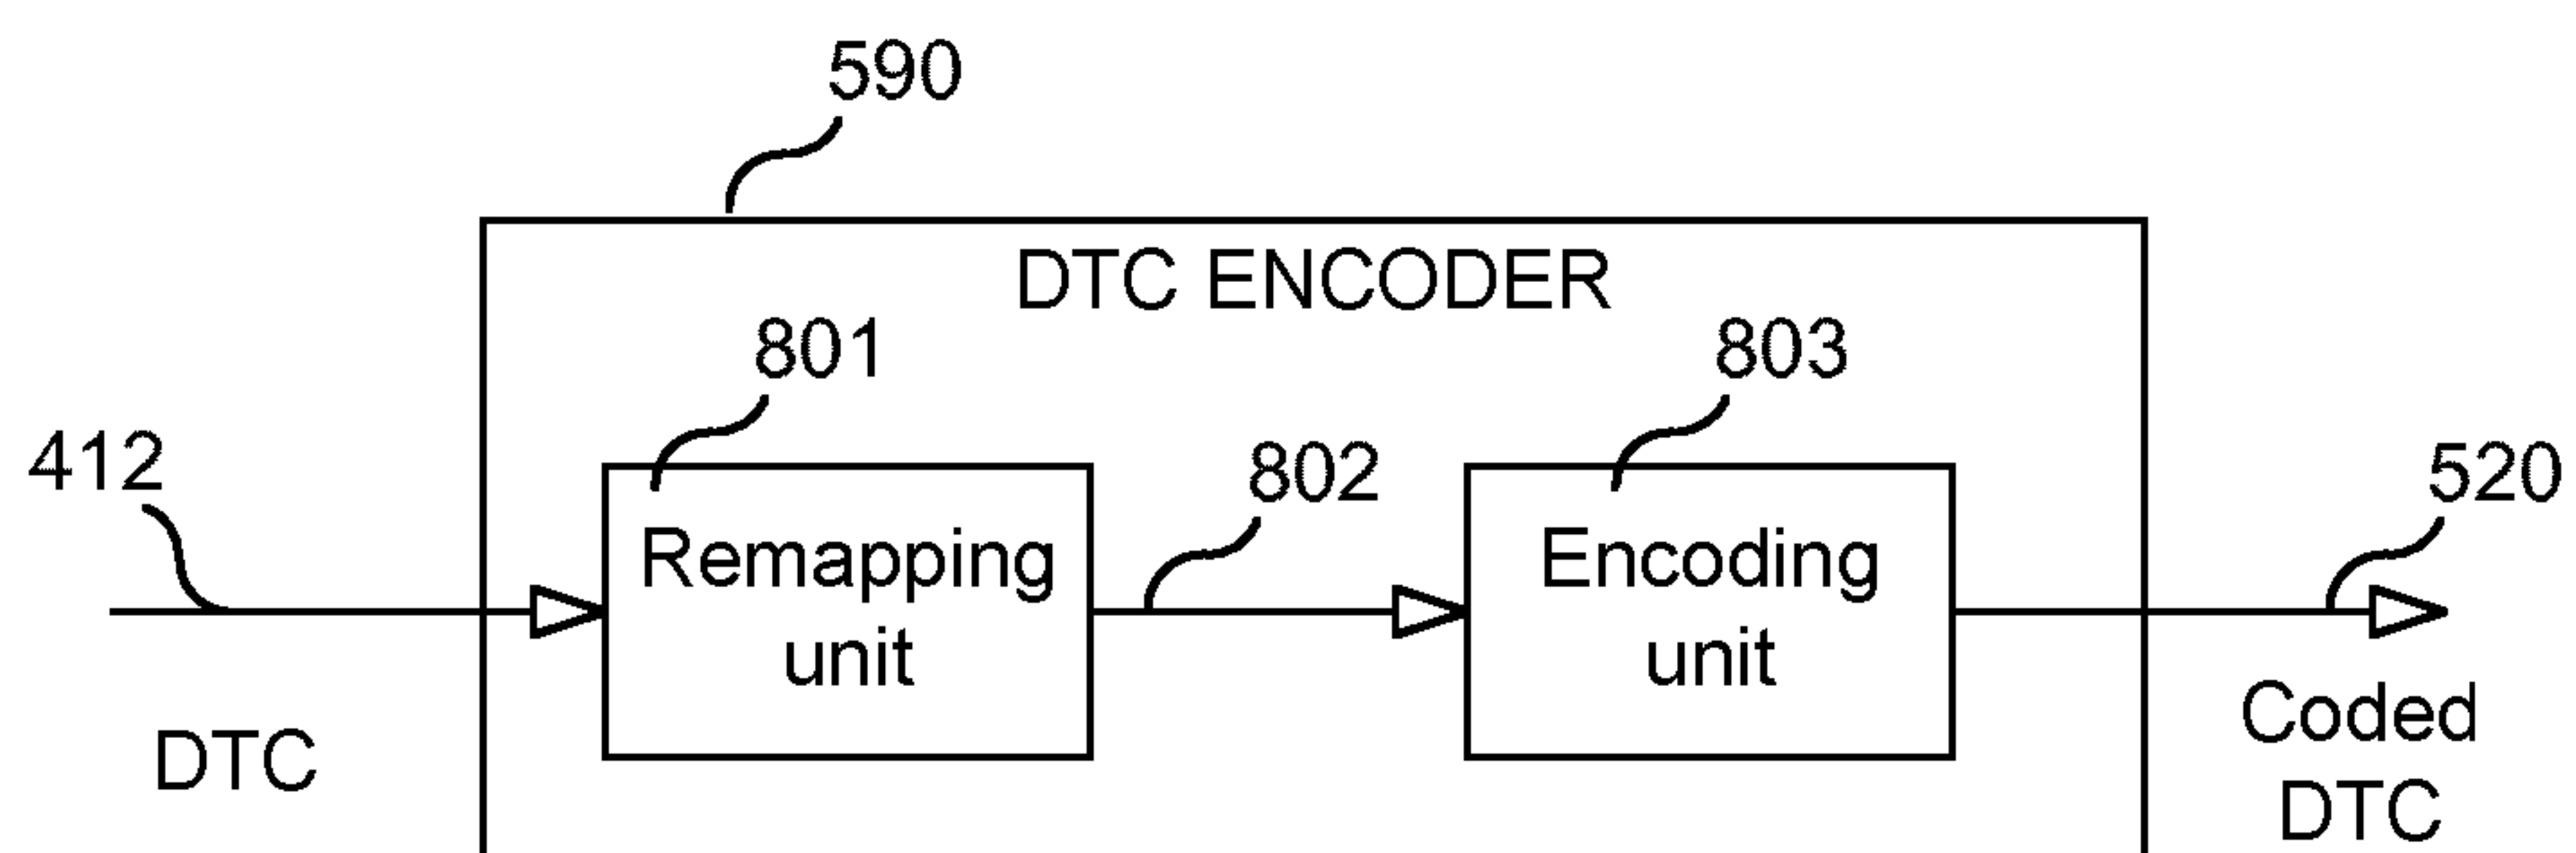 590
DTC ENCODER
801
803
412
802
520
Remapping
unit
Encoding
unit
DTC
Coded
DTC